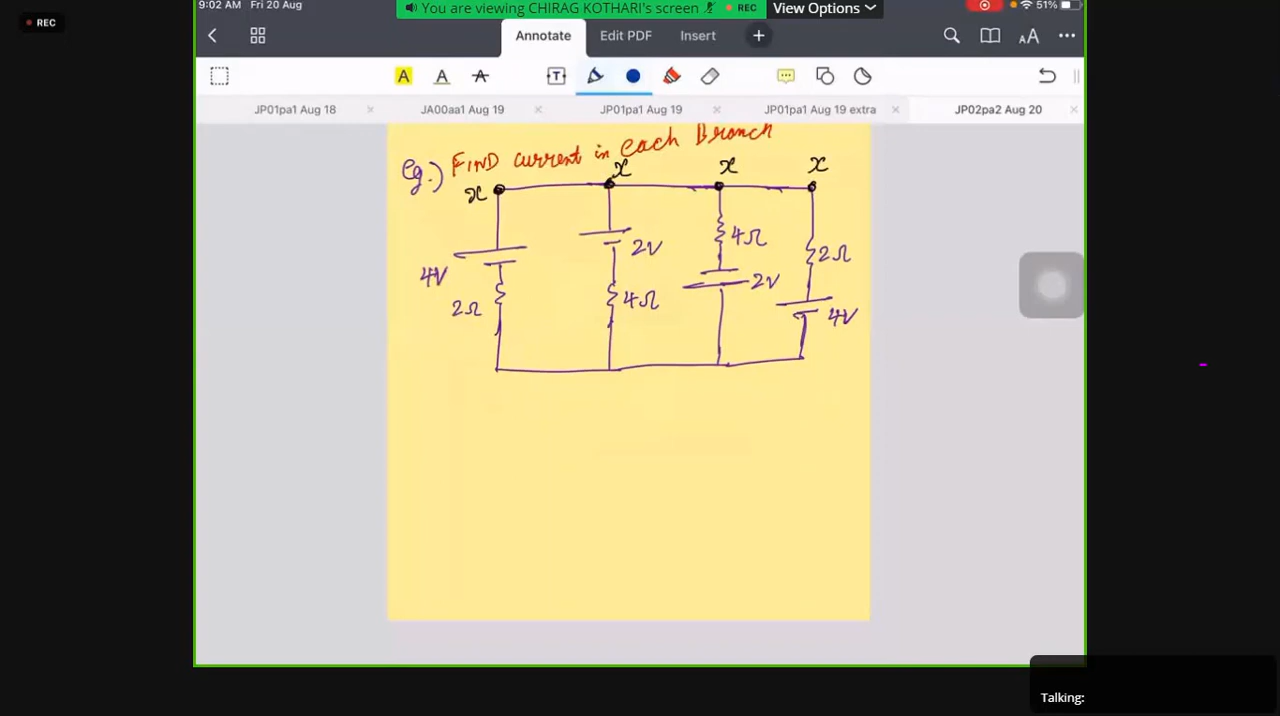 REC
9:02 AM Fri 20 Aug
You are viewing CHIRAG KOTHARI's screen
REC
View Options
51%
Annotate
Edit PDF
Insert
+
AA
A A A T
JP01pa1 Aug 18
JA00aa1 Aug 19
JP01pa1 Aug 19
JP01pa1 Aug 19 extra
JP02pa2 Aug 20
eg.) FIND current in each Branch
x x x x
4V
2Ω
2V
4Ω
4Ω
2V
2Ω
4V
Talking: